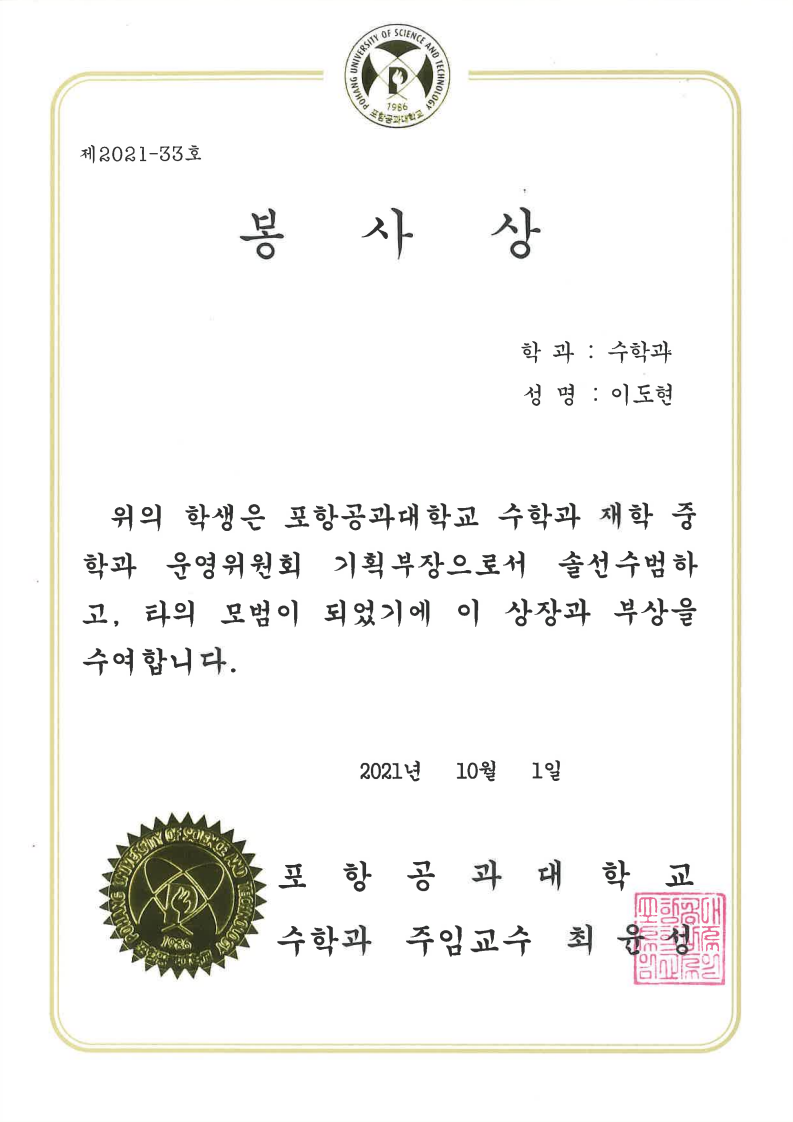 POHANG UNIVERSITY OF SCIENCE AND TECHNOLOGY
1986
포항공과대학교
제2021-33호
봉 사 상
학 과 : 수학과
성 명 : 이도현
위의 학생은 포항공과대학교 수학과 재학 중
학과 운영위원회 기획부장으로서 솔선수범하
고, 타의 모범이 되었기에 이 상장과 부상을
수여합니다.
2021년 10월 1일
POHANG UNIVERSITY OF SCIENCE AND TECHNOLOGY
1986
포 항 공 과 대 학 교
수학과 주임교수 최 윤 성